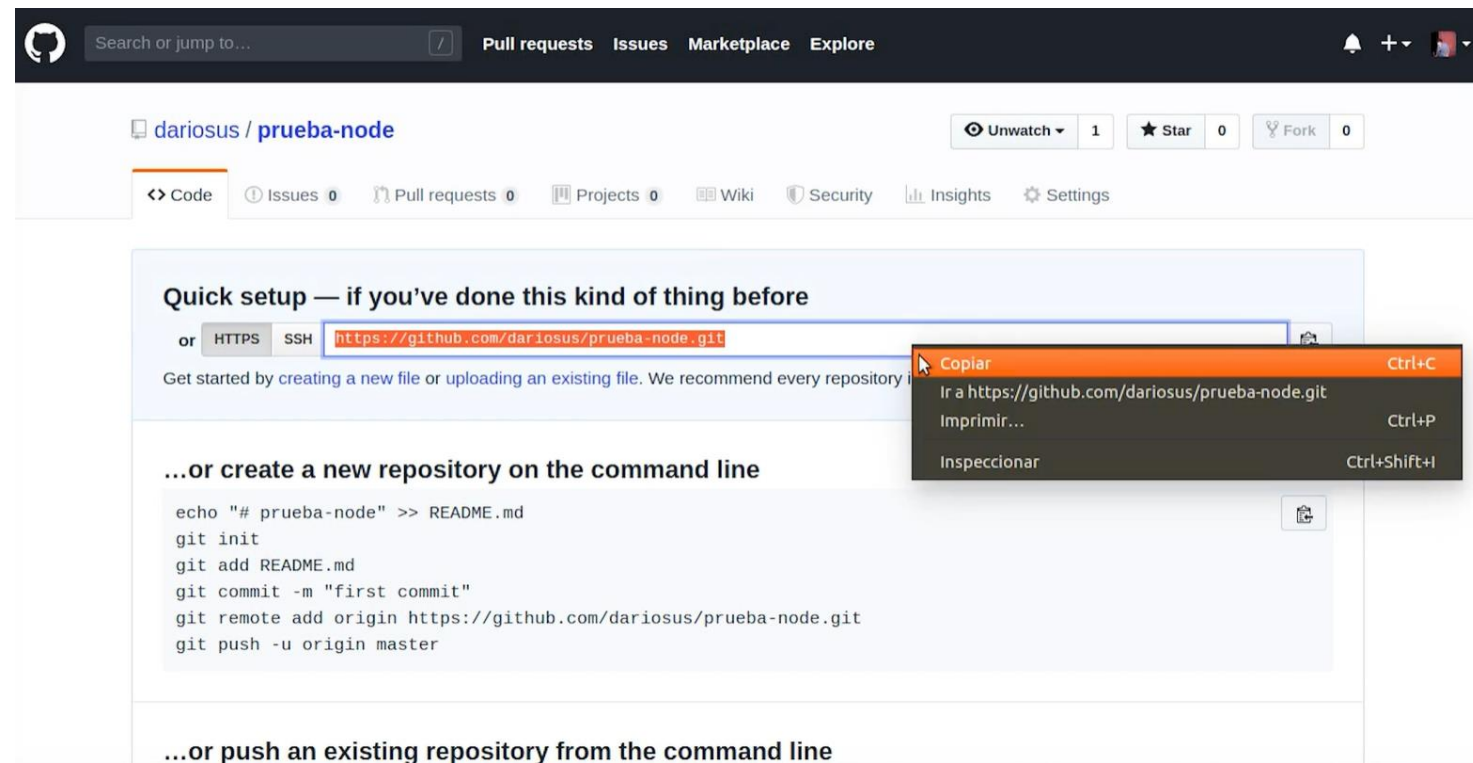 Search or jump to... / Pull requests Issues Marketplace Explore
dariosus / prueba-node Unwatch 1 Star 0 Fork 0
Code Issues 0 Pull requests 0 Projects 0 Wiki Security Insights Settings
Quick setup — if you’ve done this kind of thing before
or HTTPS SSH https://github.com/dariosus/prueba-node.git
Get started by creating a new file or uploading an existing file. We recommend every repository
Copiar Ctrl+C
Ir a https://github.com/dariosus/prueba-node.git
Imprimir... Ctrl+P
Inspeccionar Ctrl+Shift+I
...or create a new repository on the command line
echo "# prueba-node" >> README.md
git init
git add README.md
git commit -m "first commit"
git remote add origin https://github.com/dariosus/prueba-node.git
git push -u origin master
...or push an existing repository from the command line